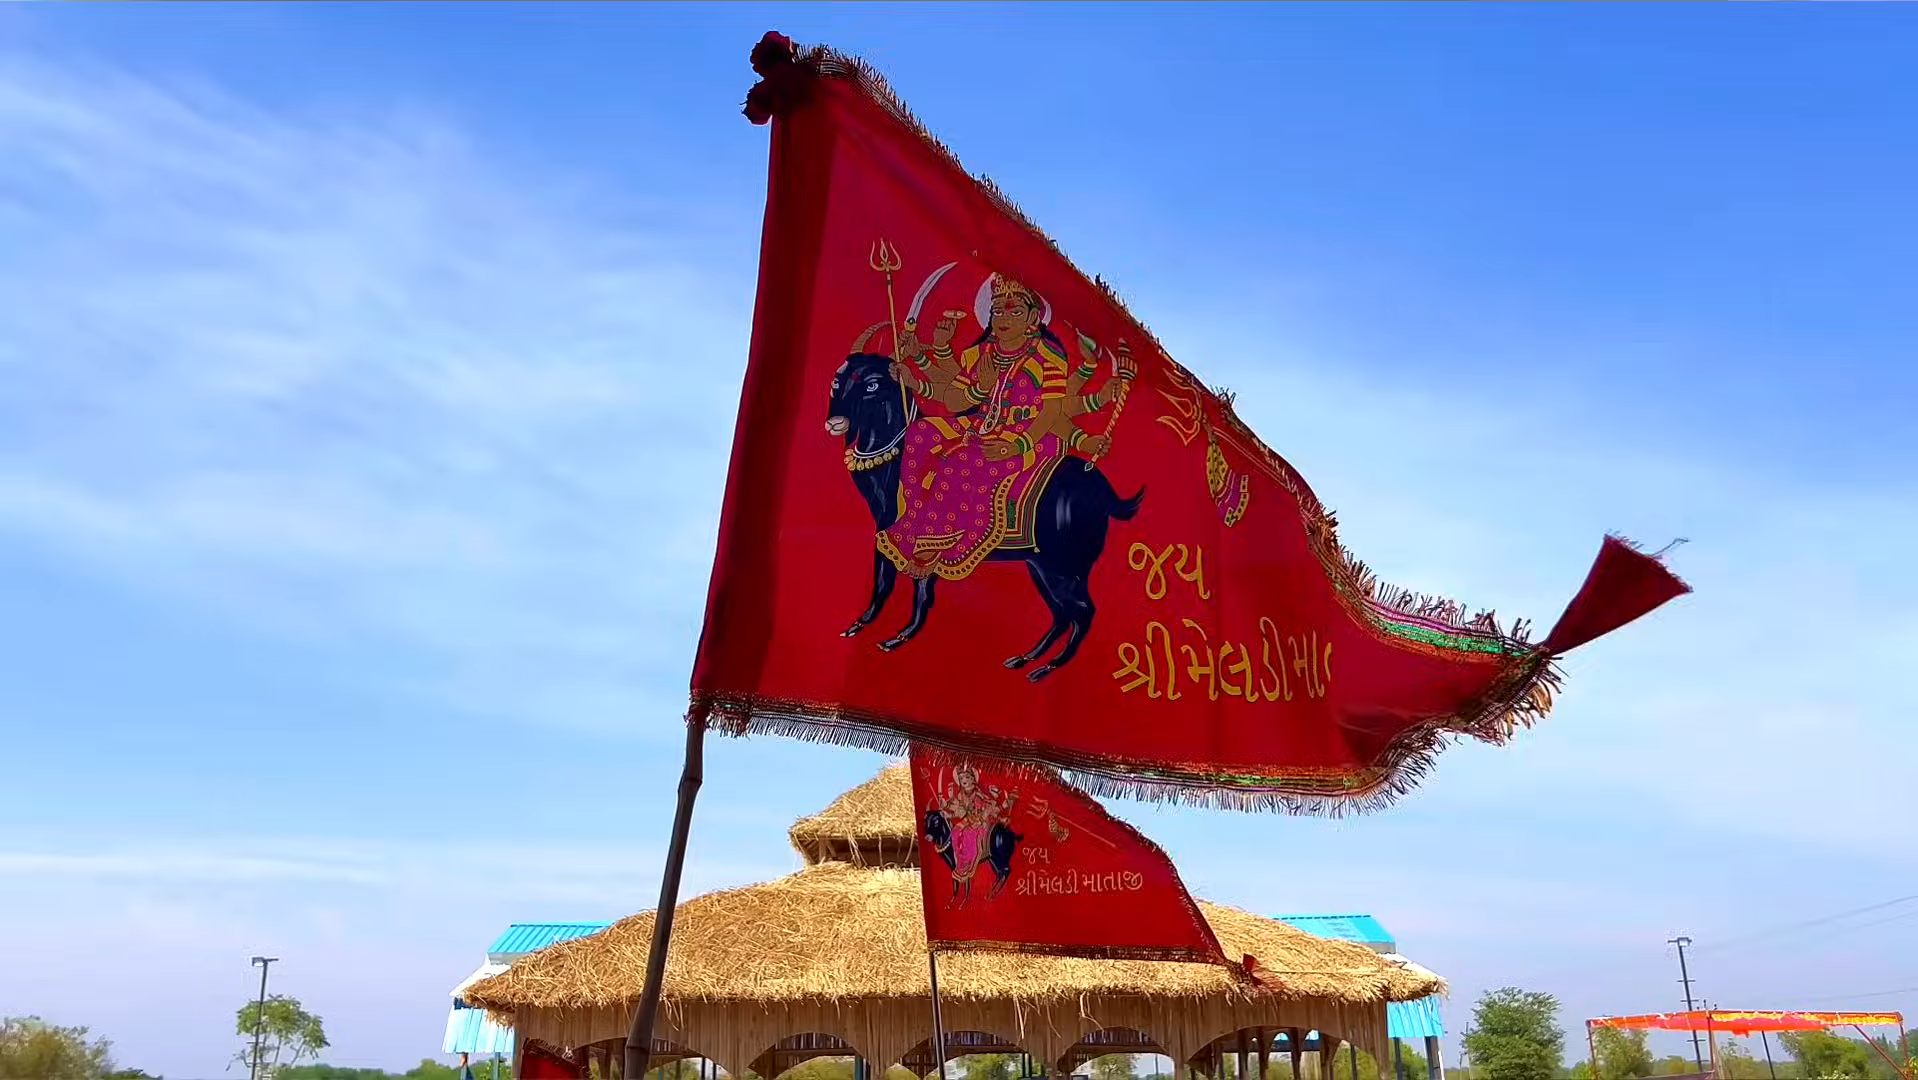 જય
શ્રી મેલડી મા
જય
શ્રી મેલડી માતાજી